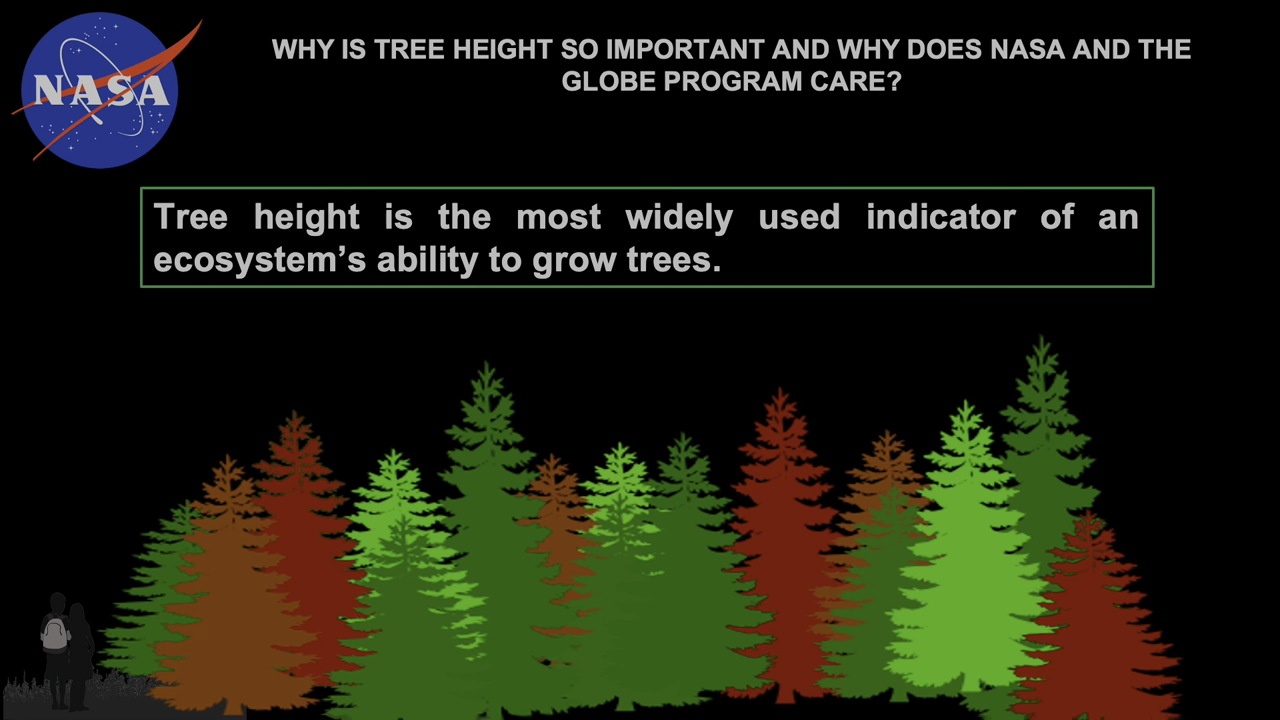 NASA
WHY IS TREE HEIGHT SO IMPORTANT AND WHY DOES NASA AND THE
GLOBE PROGRAM CARE?
Tree height is the most widely used indicator of an
ecosystem’s ability to grow trees.